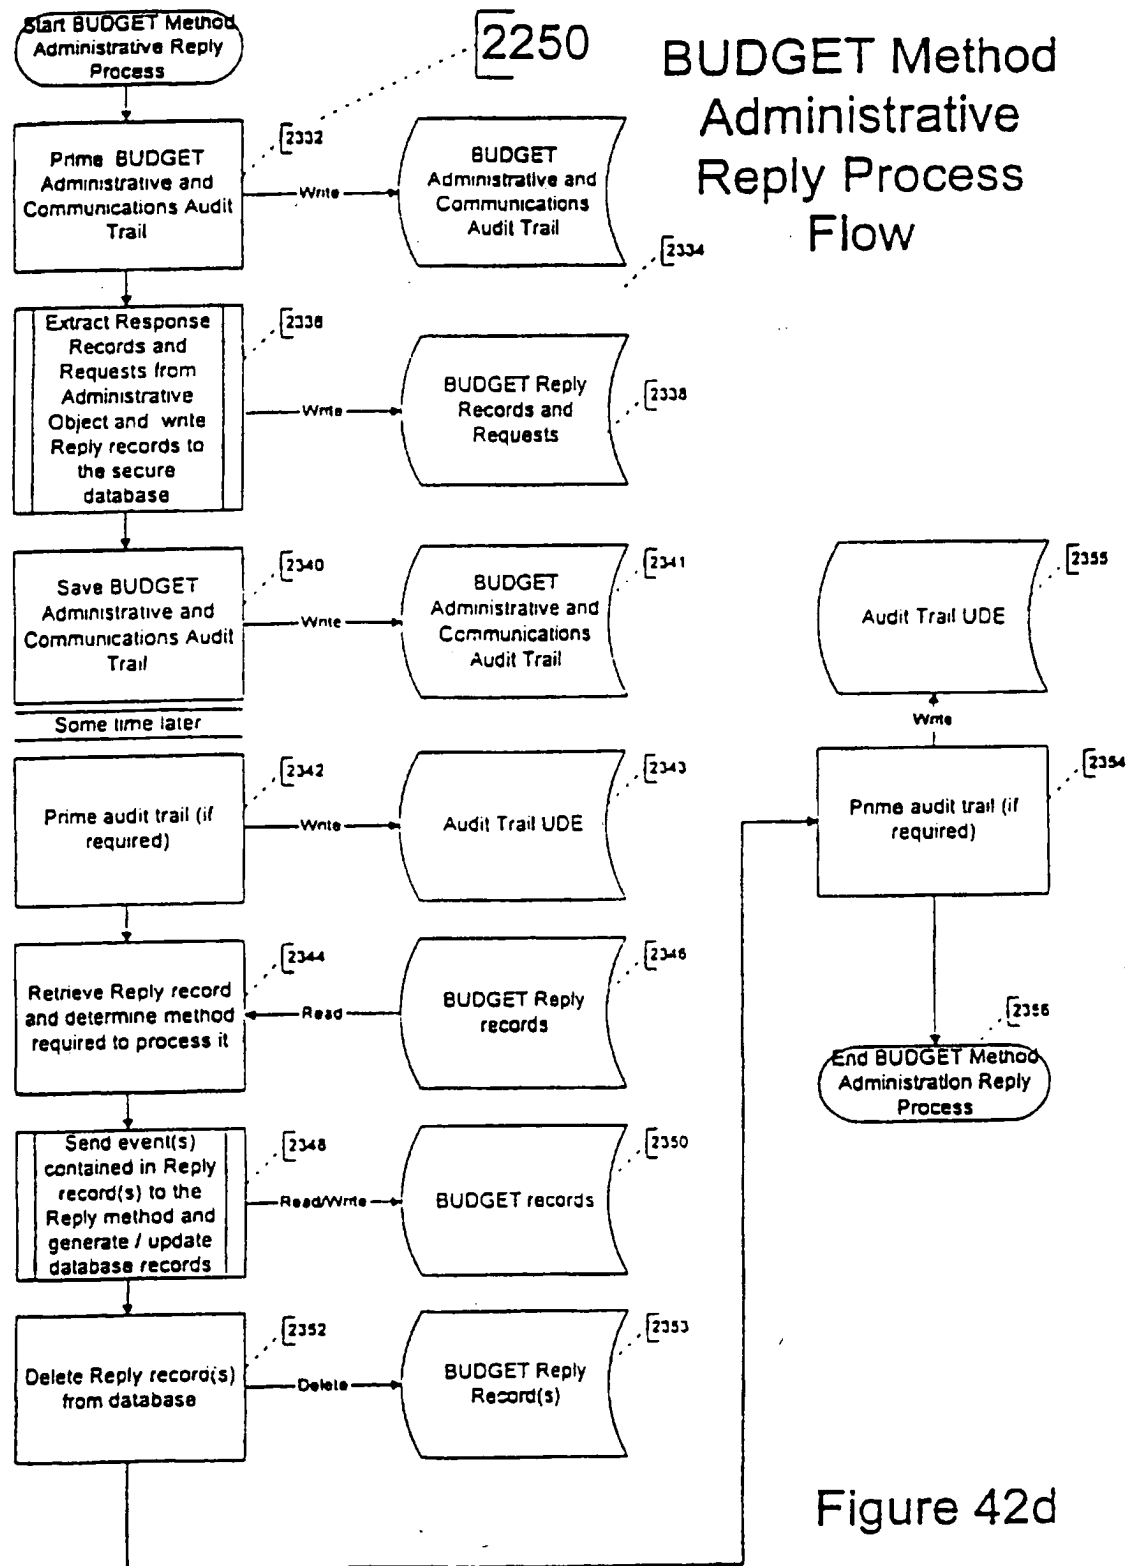 Start BUDGET Method
Administrative Reply
Process
2250
BUDGET Method
Administrative
Reply Process
Flow
2332
Prime BUDGET
Administrative and
Communications Audit
Trail
Write
BUDGET
Administrative and
Communications
Audit Trail
2334
Extract Response
Records and
Requests from
Administrative
Object and write
Reply records to
the secure
database
2336
Write
BUDGET Reply
Records and
Requests
2338
Save BUDGET
Administrative and
Communications Audit
Trail
2340
Write
BUDGET
Administrative and
Communications
Audit Trail
2341
Some time later
Prime audit trail (if
required)
2342
Write
Audit Trail UDE
2343
Retrieve Reply record
and determine method
required to process it
2344
Read
BUDGET Reply
records
2346
Send event(s)
contained in Reply
record(s) to the
Reply method and
generate / update
database records
2348
Read/Write
BUDGET records
2350
Delete Reply record(s)
from database
2352
Delete
BUDGET Reply
Record(s)
2353
Audit Trail UDE
2355
Write
Prime audit trail (if
required)
2354
2356
End BUDGET Method
Administration Reply
Process
Figure 42d